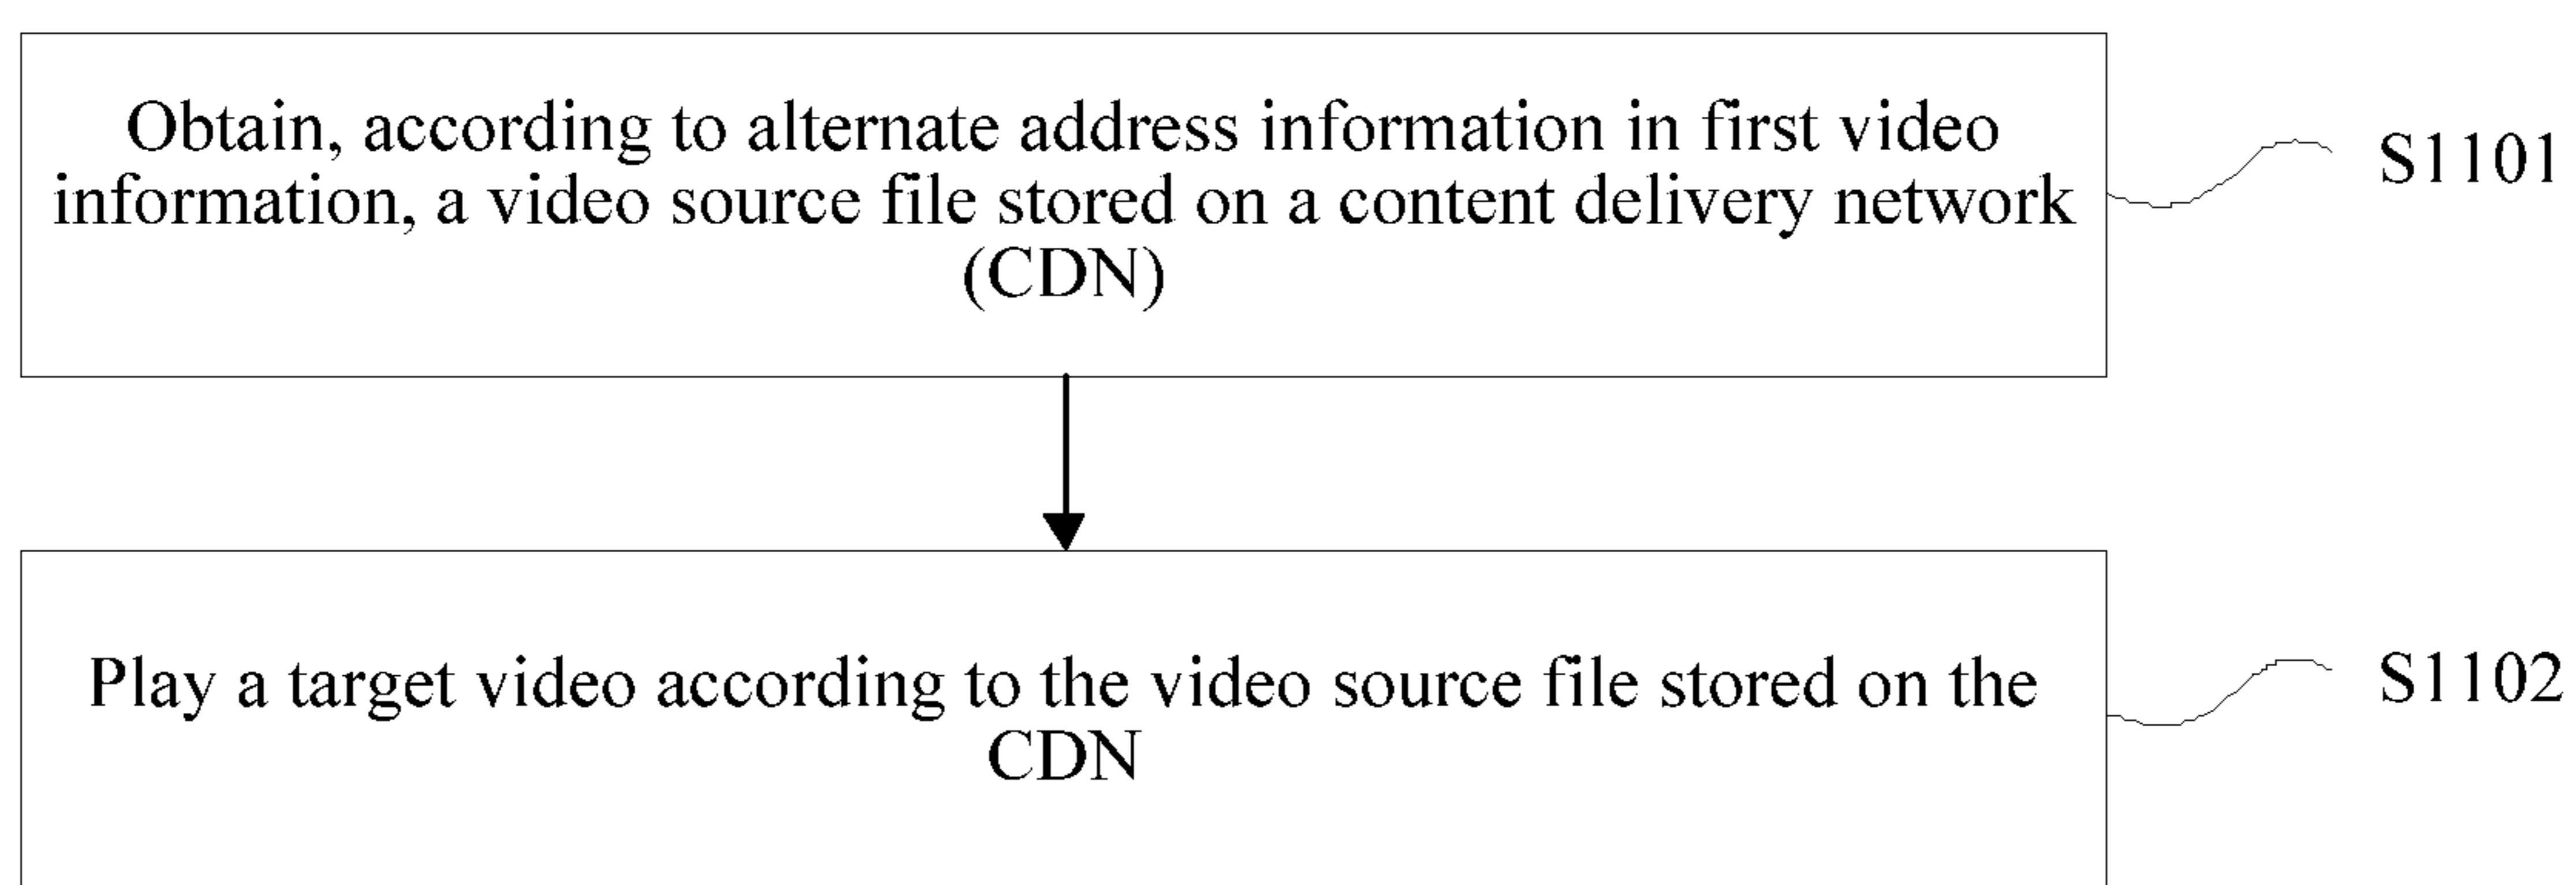 Obtain, according to alternate address information in first video
information, a video source file stored on a content delivery network
(CDN)
S1101
Play a target video according to the video source file stored on the
CDN
S1102